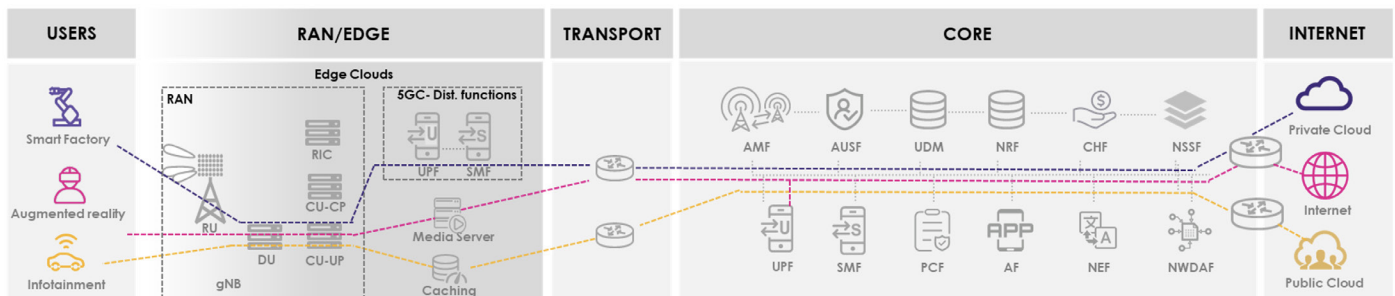 USERS
RAN/EDGE
TRANSPORT
CORE
INTERNET
Edge Clouds
RAN
5GC- Dist. functions
Smart Factory
Augmented reality
Infotainment
RIC
CU-CP
RU
DU
CU-UP
gNB
U
S
UPF
SMF
Media Server
Caching
AMF
AUSF
UDM
NRF
$
CHF
NSSF
U
UPF
S
SMF
PCF
APP
AF
A
NEF
NWDAF
Private Cloud
Internet
Public Cloud